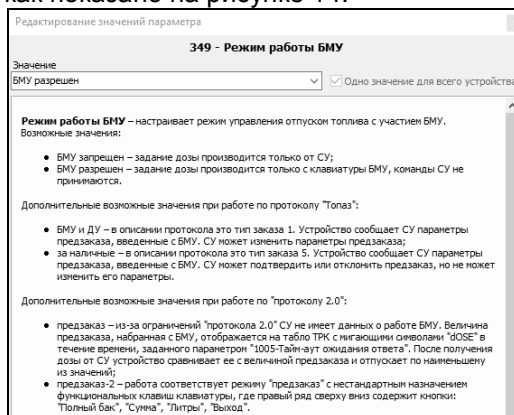 как показано на рисунке 14.
Редактирование значений параметра
349 - Режим работы БМУ
Значение
БМУ разрешен
Одно значение для всего устройства
Режим работы БМУ – настраивает режим управления отпуском топлива с участием БМУ.
Возможные значения:
• БМУ запрещен – задание дозы производится только от СУ;
• БМУ разрешен – задание дозы производится только с клавиатуры БМУ, команды СУ не
принимаются.
Дополнительные возможные значения при работе по протоколу "Топаз":
• БМУ и ДУ – в описании протокола это тип заказа 1. Устройство сообщает СУ параметры
предзаказа, введенные с БМУ. СУ может изменить параметры предзаказа;
• за наличные – в описании протокола это тип заказа 5. Устройство сообщает СУ параметры
предзаказа, введенные с БМУ. СУ может подтвердить или отклонить предзаказ, но не может
изменить его параметры.
Дополнительные возможные значения при работе по "протоколу 2.0":
• предзаказ – из-за ограничений "протокола 2.0" СУ не имеет данных о работе БМУ. Величина
предзаказа, набранная с БМУ, отображается на табло ТРК с мигающими символами "dOSE" в
течение времени, заданного параметром "1005-Тайм-аут ожидания ответа". После получения
дозы от СУ устройство сравнивает ее с величиной предзаказа и отпускает по наименьшему
из значений;
• предзаказ-2 – работа соответствует режиму "предзаказ" с нестандартным назначением
функциональных клавиш клавиатуры, где правый ряд сверху вниз содержит кнопки:
"Полный бак", "Сумма", "Литры", "Выход".